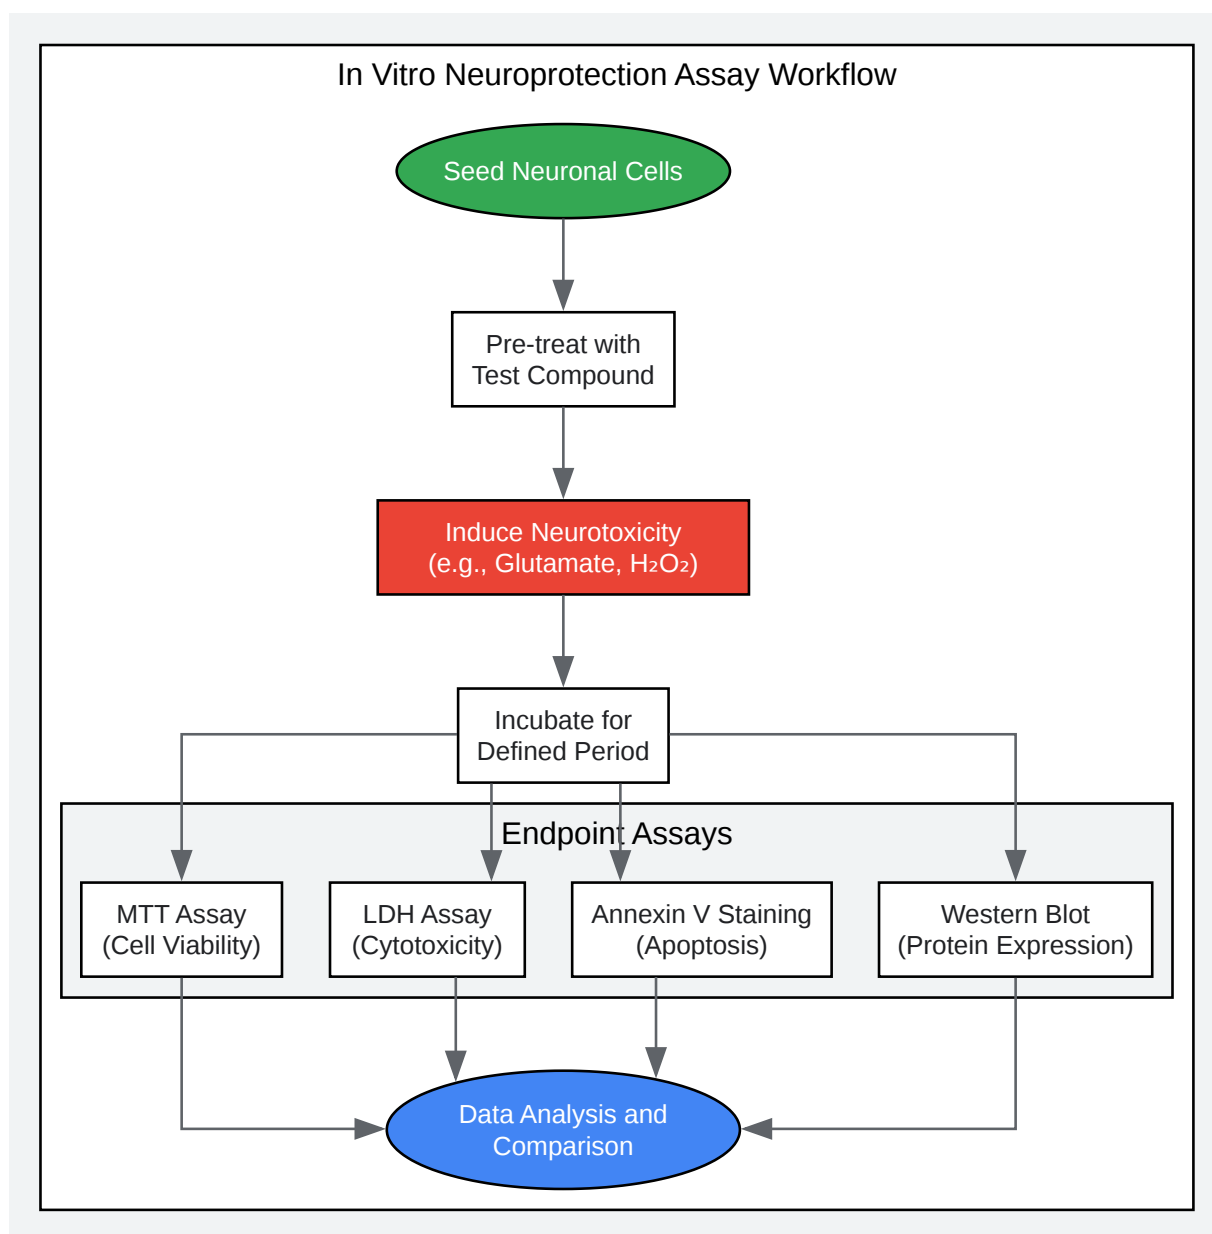 In Vitro Neuroprotection Assay Workflow
Seed Neuronal Cells
Pre-treat with
Test Compound
Induce Neurotoxicity
(e.g., Glutamate, H₂O₂)
Incubate for
Defined Period
Endpoint Assays
MTT Assay
(Cell Viability)
LDH Assay
(Cytotoxicity)
Annexin V Staining
(Apoptosis)
Western Blot
(Protein Expression)
Data Analysis and
Comparison